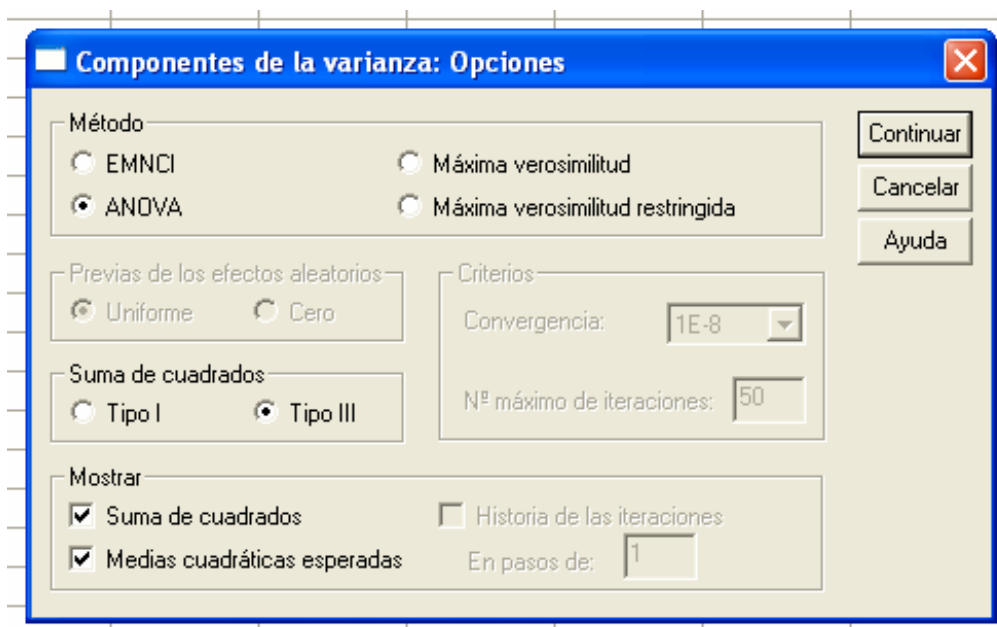 Componentes de la varianza: Opciones
Método
EMNCI
Máxima verosimilitud
ANOVA
Máxima verosimilitud restringida
Continuar
Cancelar
Ayuda
Previas de los efectos aleatorios
Uniforme
Cero
Criterios
Convergencia:
1E-8
Nº máximo de iteraciones:
50
Suma de cuadrados
Tipo I
Tipo III
Mostrar
Suma de cuadrados
Historia de las iteraciones
Medias cuadráticas esperadas
En pasos de:
1